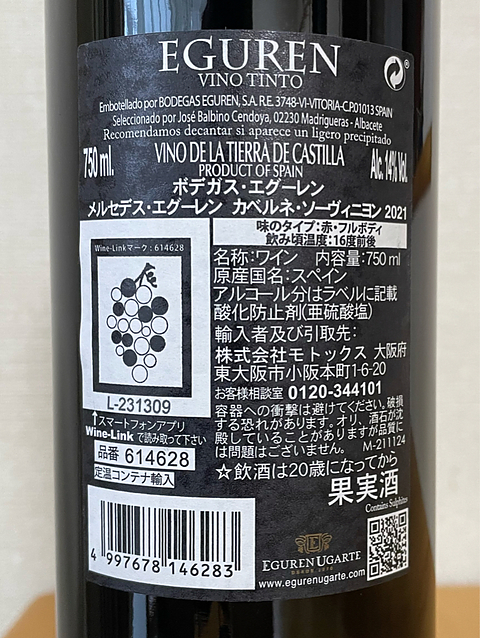 EGUREN
VINO TINTO
Embotellado por BODEGAS EGUREN, S.A. R.E. 3748-VI-VITORIA-C.P.01013 SPAIN
Seleccionado por José Balbino Cendoya, 02230 Madrigueras - Albacete
Recomendamos decantar si aparece un ligero precipitado
750 ml.
VINO DE LA TIERRA DE CASTILLA
PRODUCT OF SPAIN
Alc. 14% Vol.
ボデガス・エグーレン
メルセデス・エグーレン カベルネ・ソーヴィニヨン 2021
味のタイプ:赤・フルボディ
飲み頃温度:16度前後
Wine-Linkマーク:614628
L-231309
↑スマートフォンアプリ
Wine-Link で読み取って下さい
品番 614628
定温コンテナ輸入
名称:ワイン 内容量:750 ml
原産国名:スペイン
アルコール分はラベルに記載
酸化防止剤(亜硫酸塩)
輸入者及び引取先:
株式会社モトックス 大阪府
東大阪市小阪本町1-6-20
お客様相談室 0120-344101
容器への衝撃は避けてください。破損
する恐れがあります。オリ、酒石が沈
殿していることがありますが品質に
は問題はございません。 M-211124
☆飲酒は20歳になってから
果実酒
Contains Sulphites
4 997678 146283
E
EGUREN UGARTE
www.egurenugarte.com